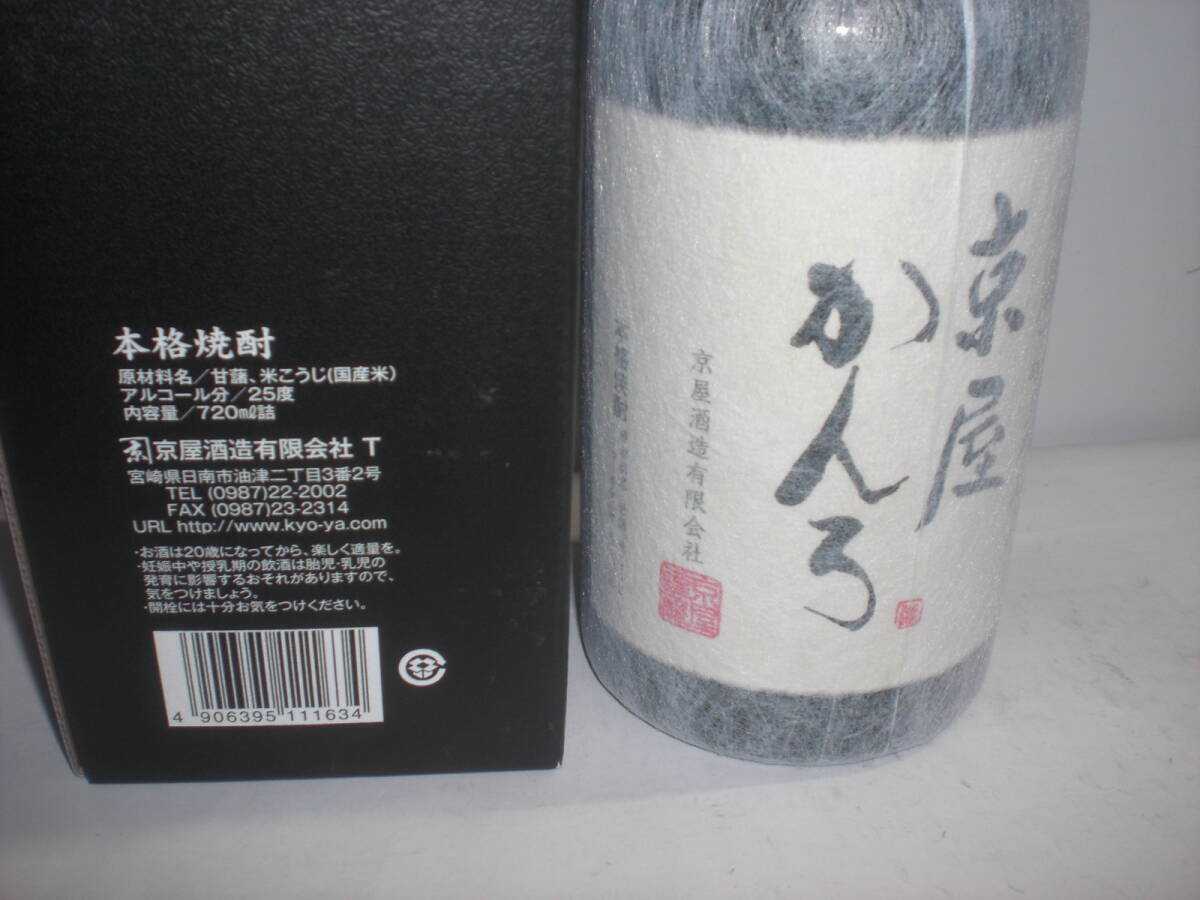 本格焼酎
原材料名／甘藷、米こうじ(国産米)
アルコール分／25度
内容量／720㎖詰
京屋酒造有限会社 T
宮崎県日南市油津二丁目3番2号
TEL (0987)22-2002
FAX (0987)23-2314
URL http://www.kyo-ya.com
・お酒は20歳になってから、楽しく適量を。
・妊娠中や授乳期の飲酒は胎児・乳児の
発育に影響するおそれがありますので、
気をつけましょう。
・開栓には十分お気をつけください。
4 906395 111634
京屋
かんろ
京屋酒造有限会社
本格焼酎